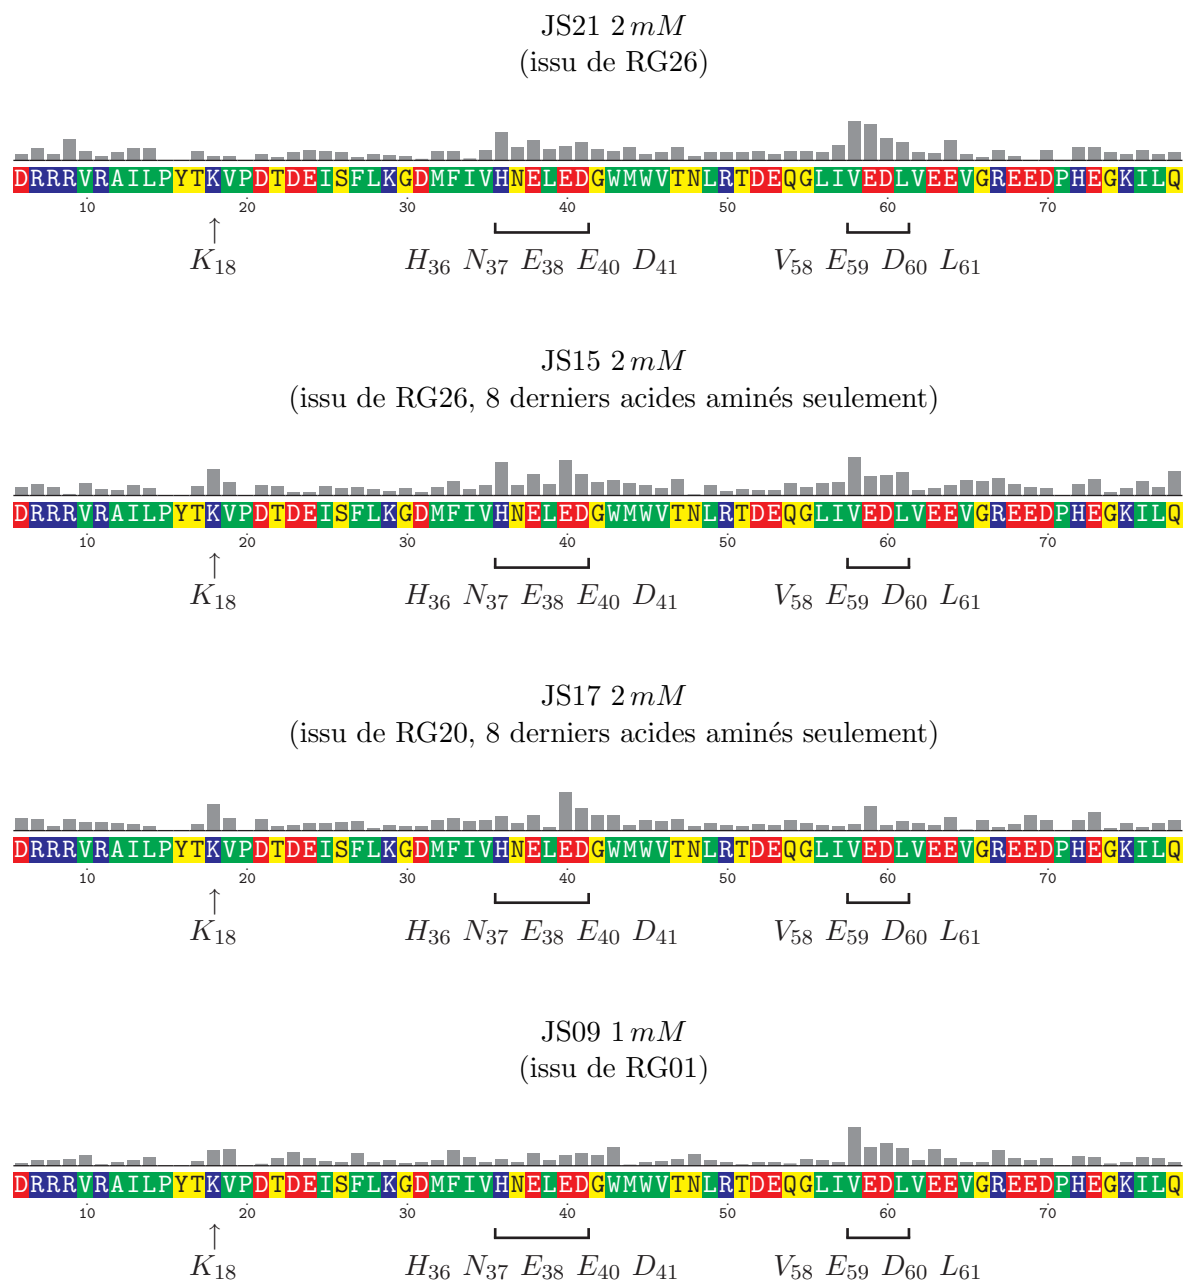 JS21 2 mM
(issu de RG26)
DRRRVRAILPYTKVPDTDEISFLKGDMFIVHNELEDGWMWVTNLRTDEQGLIVEDLVEEVGREEDPHEGKILQ
10 20 30 40 50 60 70
↑
K₁₈ H₃₆ N₃₇ E₃₈ E₄₀ D₄₁ V₅₈ E₅₉ D₆₀ L₆₁
JS15 2 mM
(issu de RG26, 8 derniers acides aminés seulement)
DRRRVRAILPYTKVPDTDEISFLKGDMFIVHNELEDGWMWVTNLRTDEQGLIVEDLVEEVGREEDPHEGKILQ
10 20 30 40 50 60 70
↑
K₁₈ H₃₆ N₃₇ E₃₈ E₄₀ D₄₁ V₅₈ E₅₉ D₆₀ L₆₁
JS17 2 mM
(issu de RG20, 8 derniers acides aminés seulement)
DRRRVRAILPYTKVPDTDEISFLKGDMFIVHNELEDGWMWVTNLRTDEQGLIVEDLVEEVGREEDPHEGKILQ
10 20 30 40 50 60 70
↑
K₁₈ H₃₆ N₃₇ E₃₈ E₄₀ D₄₁ V₅₈ E₅₉ D₆₀ L₆₁
JS09 1 mM
(issu de RG01)
DRRRVRAILPYTKVPDTDEISFLKGDMFIVHNELEDGWMWVTNLRTDEQGLIVEDLVEEVGREEDPHEGKILQ
10 20 30 40 50 60 70
↑
K₁₈ H₃₆ N₃₇ E₃₈ E₄₀ D₄₁ V₅₈ E₅₉ D₆₀ L₆₁